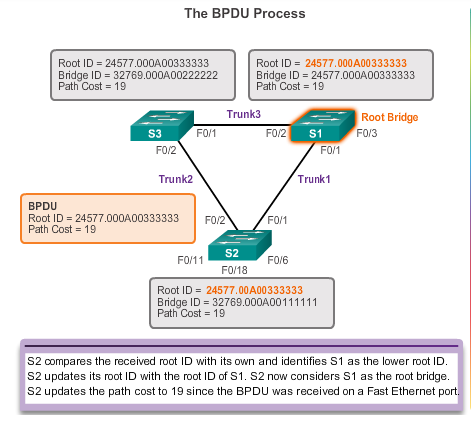 The BPDU Process
Root ID = 24577.000A00333333
Bridge ID = 32769.000A00222222
Path Cost = 19
Root ID = 24577.000A00333333
Bridge ID = 24577.000A00333333
Path Cost = 19
Trunk3
Root Bridge
S3
F0/1
F0/2
S1
F0/3
F0/2
F0/1
Trunk2
Trunk1
BPDU
Root ID = 24577.000A00333333
Path Cost = 19
F0/2
F0/1
S2
F0/11
F0/6
F0/18
Root ID = 24577.00A00333333
Bridge ID = 32769.000A00111111
Path Cost = 19
S2 compares the received root ID with its own and identifies S1 as the lower root ID.
S2 updates its root ID with the root ID of S1. S2 now considers S1 as the root bridge.
S2 updates the path cost to 19 since the BPDU was received on a Fast Ethernet port.